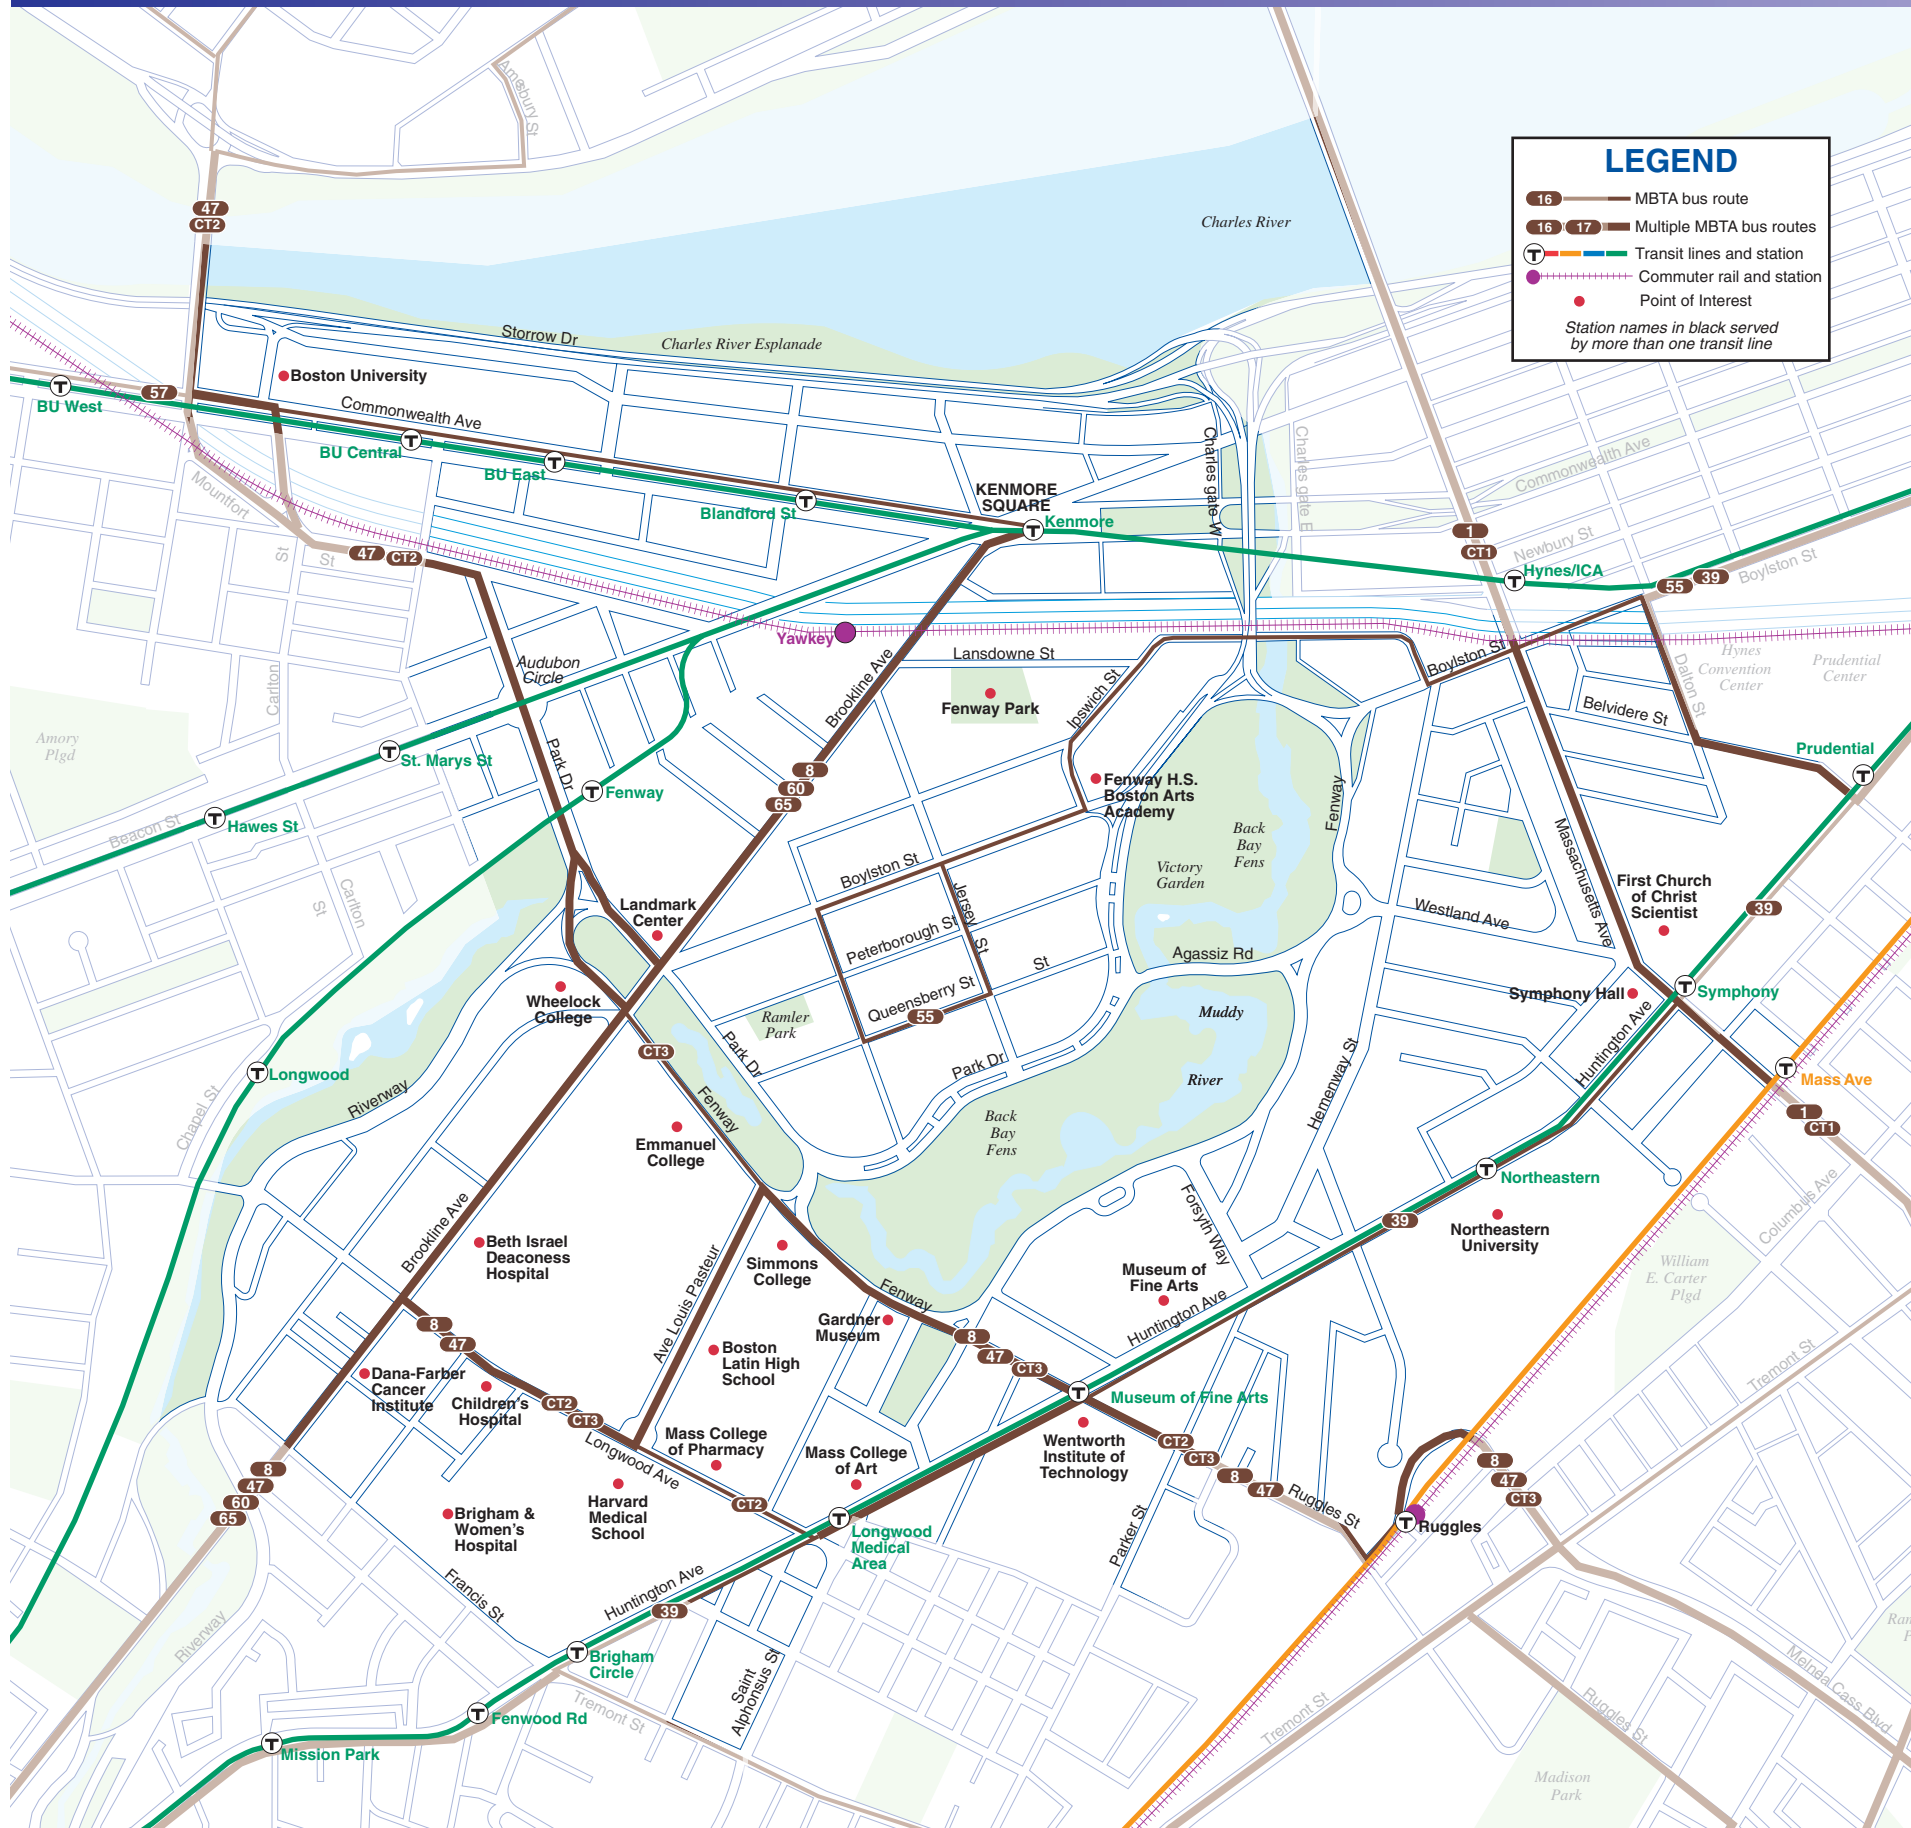 Amesbury St
47
CT2
Charles River
LEGEND
16
MBTA bus route
16 17
Multiple MBTA bus routes
T
Transit lines and station
Commuter rail and station
Point of Interest
Station names in black served
by more than one transit line
Storrow Dr
Charles River Esplanade
Boston University
T
BU West
57
Commonwealth Ave
T
BU Central
T
BU East
T
Blandford St
KENMORE
SQUARE
T
Kenmore
Charles gate W
Charles gate E
Commonwealth Ave
Newbury St
Boylston St
1
CT1
T
Hynes/ICA
55
39
Mountfort
St
St
47
CT2
Carlton
Audubon
Circle
Yawkey
Lansdowne St
Fenway Park
Ipswich St
Brookline Ave
Boylston St
Hynes
Convention
Center
Prudential
Center
Dalton St
Belvidere St
Prudential
T
Amory
Plgd
T
St. Marys St
Park Dr
T
Fenway
8
60
65
Fenway H.S.
Boston Arts
Academy
Fenway
Back
Bay
Fens
Victory
Garden
Beacon St
T
Hawes St
Carlton
St
Massachusetts Ave
First Church
of Christ
Scientist
39
Landmark
Center
Boylston St
Jersey St
Peterborough St
St
Queensberry St
55
Agassiz Rd
Westland Ave
Symphony Hall
T
Symphony
Wheelock
College
Ramler
Park
Muddy
River
CT3
Park Dr
Park Dr
Fenway
Hemenway St
Huntington Ave
T
Mass Ave
1
CT1
T
Longwood
Riverway
Chapel St
Emmanuel
College
Back
Bay
Fens
T
Northeastern
Northeastern
University
39
Columbus Ave
William
E. Carter
Plgd
Brookline Ave
Beth Israel
Deaconess
Hospital
Ave Louis Pasteur
Simmons
College
Forsyth Way
Museum of
Fine Arts
Huntington Ave
Fenway
Gardner
Museum
8
47
8
47
CT3
Boston
Latin High
School
Dana-Farber
Cancer
Institute
Children's
Hospital
CT2
CT3
T
Museum of Fine Arts
Tremont St
Longwood Ave
Mass College
of Pharmacy
Mass College
of Art
Wentworth
Institute of
Technology
CT2
CT3
8
47
Ruggles St
8
47
CT3
T
Ruggles
8
47
60
65
Brigham &
Women's
Hospital
Harvard
Medical
School
CT2
T
Longwood
Medical
Area
Parker St
Francis St
Huntington Ave
39
Riverway
T
Brigham
Circle
Saint
Alphonsus St
Tremont St
T
Fenwood Rd
T
Mission Park
Tremont St
Ruggles St
Melnea Cass Blvd
Madison
Park